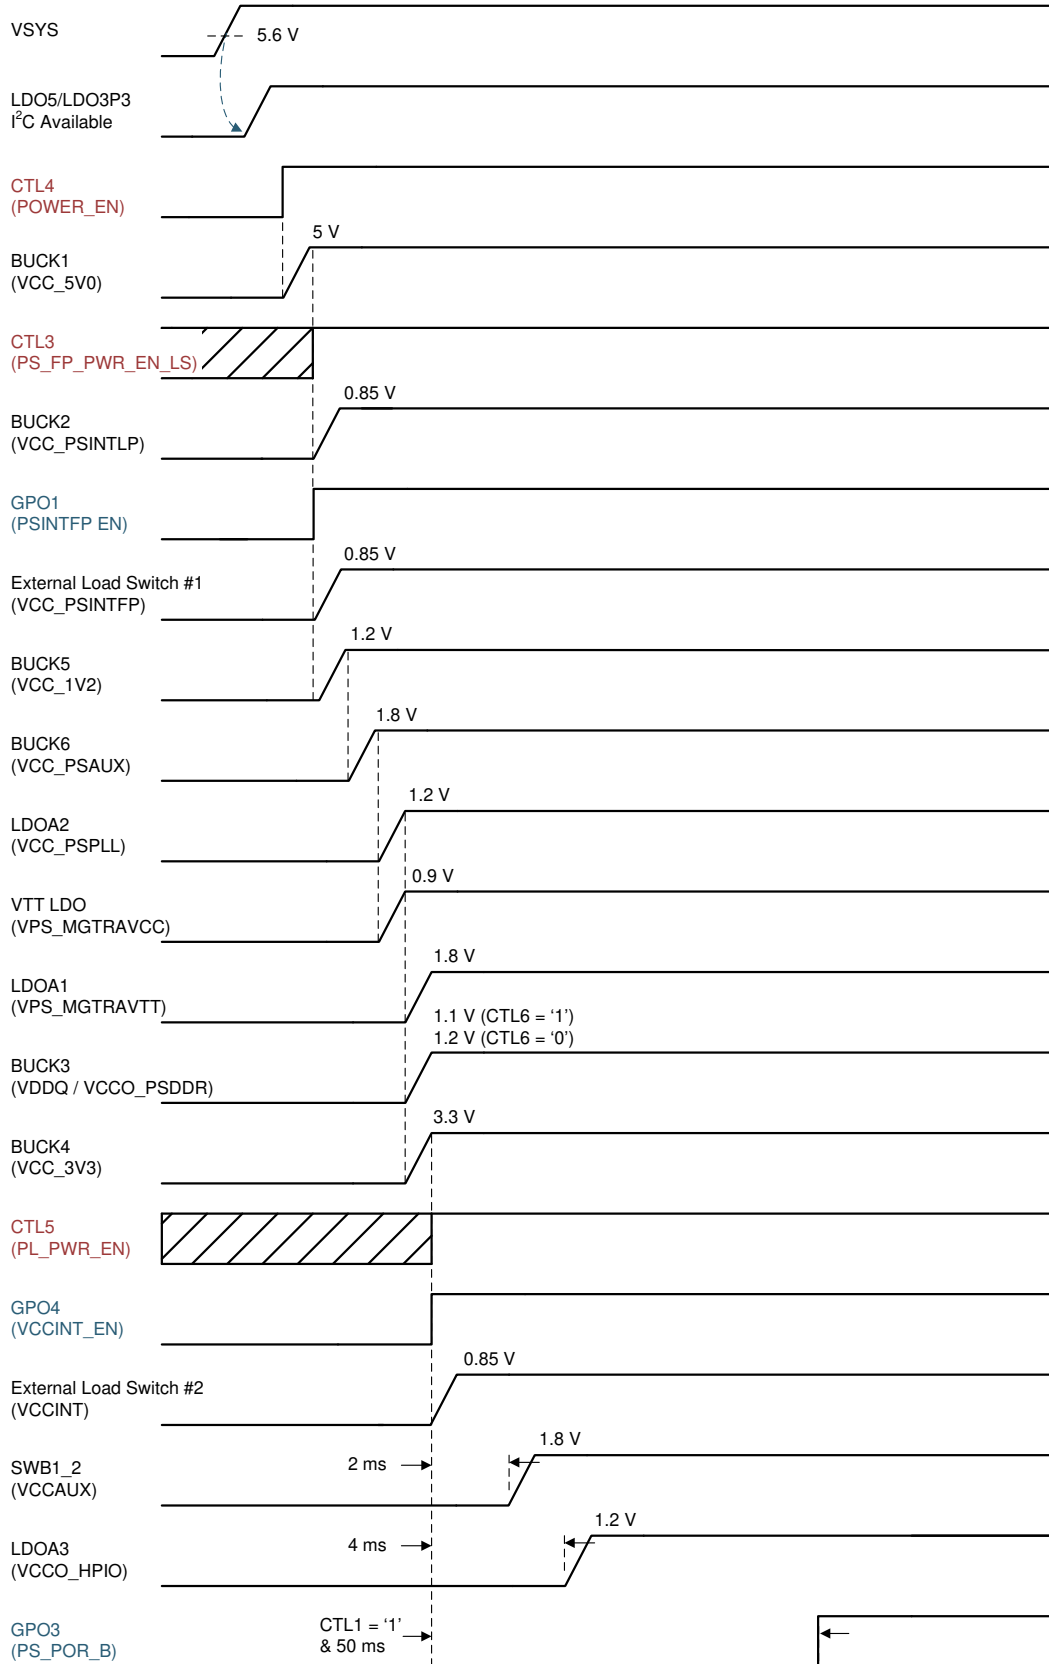 VSYS
5.6 V
LDO5/LDO3P3
I²C Available
CTL4
(POWER_EN)
5 V
BUCK1
(VCC_5V0)
CTL3
(PS_FP_PWR_EN_LS)
0.85 V
BUCK2
(VCC_PSINTLP)
GPO1
(PSINTFP EN)
0.85 V
External Load Switch #1
(VCC_PSINTFP)
1.2 V
BUCK5
(VCC_1V2)
1.8 V
BUCK6
(VCC_PSAUX)
1.2 V
LDOA2
(VCC_PSPLL)
0.9 V
VTT LDO
(VPS_MGTRAVCC)
1.8 V
LDOA1
(VPS_MGTRAVTT)
1.1 V (CTL6 = ‘1’)
1.2 V (CTL6 = ‘0’)
BUCK3
(VDDQ / VCCO_PSDDR)
3.3 V
BUCK4
(VCC_3V3)
CTL5
(PL_PWR_EN)
GPO4
(VCCINT_EN)
0.85 V
External Load Switch #2
(VCCINT)
1.8 V
SWB1_2
(VCCAUX)
2 ms
1.2 V
LDOA3
(VCCO_HPIO)
4 ms
GPO3
(PS_POR_B)
CTL1 = ‘1’
& 50 ms